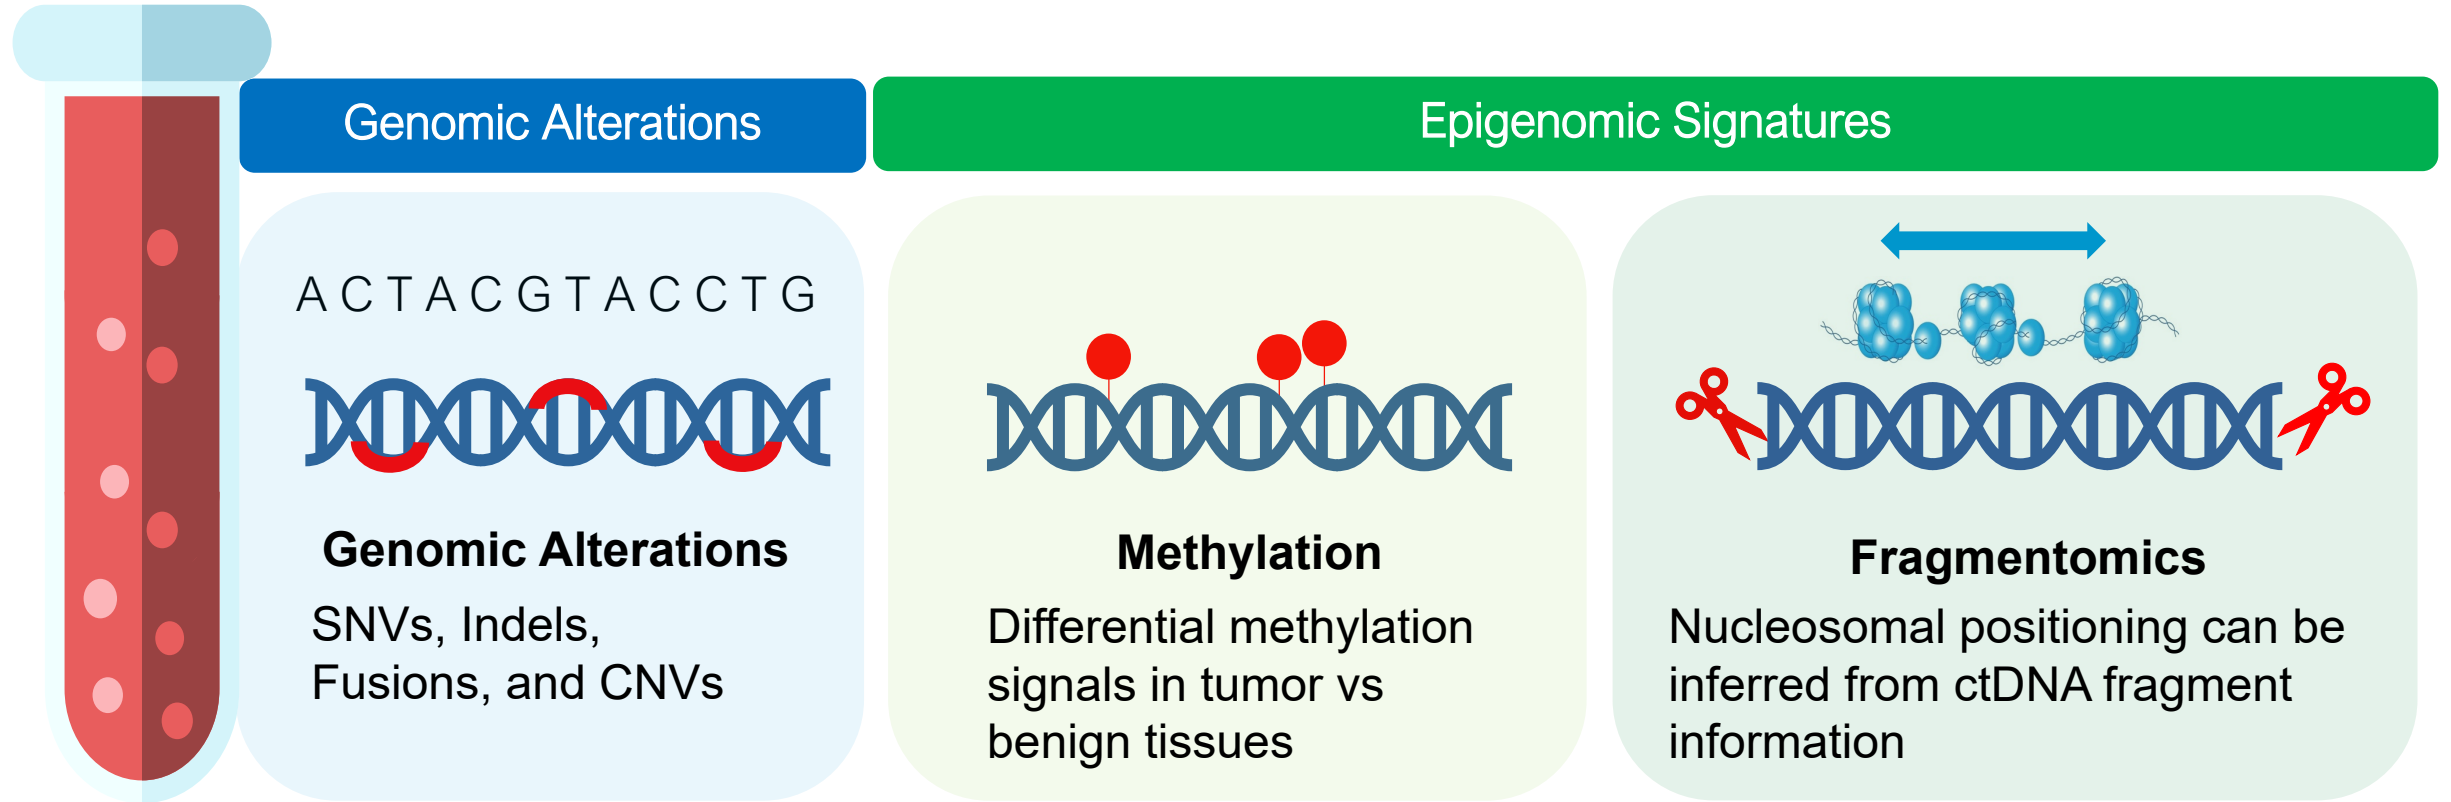 Genomic Alterations
Epigenomic Signatures
A C T A C G T A C C T G
Genomic Alterations
SNVs, Indels,
Fusions, and CNVs
Methylation
Differential methylation
signals in tumor vs
benign tissues
Fragmentomics
Nucleosomal positioning can be
inferred from ctDNA fragment
information